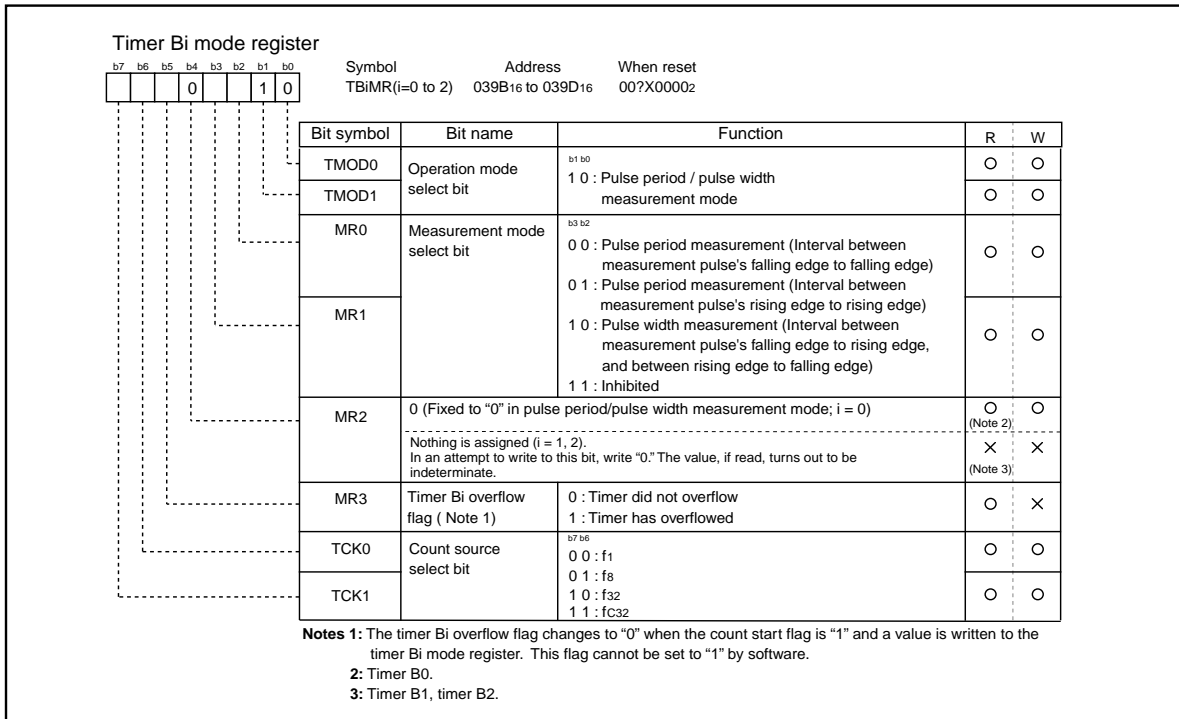 Timer Bi mode register
b7 b6 b5 b4 b3 b2 b1 b0
0 1 0
Symbol Address When reset
TBiMR(i=0 to 2) 039B16 to 039D16 00?X00002
Bit symbol Bit name Function R W
TMOD0
TMOD1
Operation mode
select bit
b1 b0
1 0 : Pulse period / pulse width
measurement mode
MR0
MR1
Measurement mode
select bit
b3 b2
0 0 : Pulse period measurement (Interval between
measurement pulse's falling edge to falling edge)
0 1 : Pulse period measurement (Interval between
measurement pulse's rising edge to rising edge)
1 0 : Pulse width measurement (Interval between
measurement pulse's falling edge to rising edge,
and between rising edge to falling edge)
1 1 : Inhibited
MR2
0 (Fixed to “0” in pulse period/pulse width measurement mode; i = 0)
(Note 2)
Nothing is assigned (i = 1, 2).
In an attempt to write to this bit, write “0.” The value, if read, turns out to be
indeterminate.
(Note 3)
MR3
Timer Bi overflow
flag ( Note 1)
0 : Timer did not overflow
1 : Timer has overflowed
TCK0
TCK1
Count source
select bit
b7 b6
0 0 : f1
0 1 : f8
1 0 : f32
1 1 : fC32
Notes 1: The timer Bi overflow flag changes to “0” when the count start flag is “1” and a value is written to the
timer Bi mode register. This flag cannot be set to “1” by software.
2: Timer B0.
3: Timer B1, timer B2.